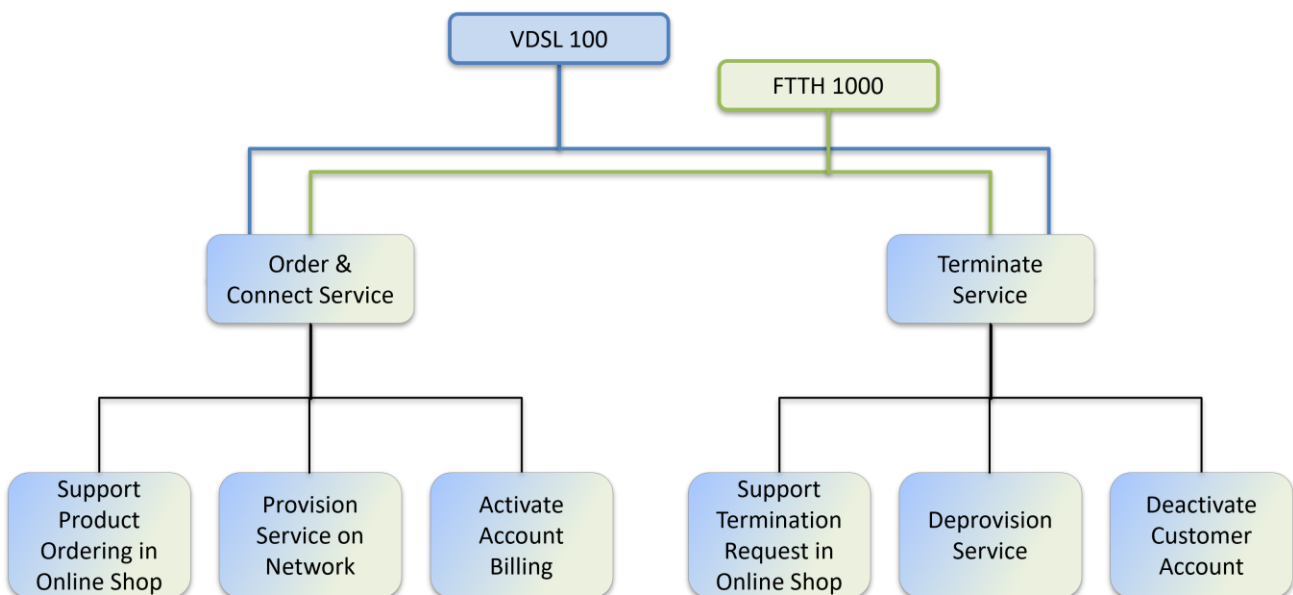 VDSL 100
FTTH 1000
Order &
Connect Service
Terminate
Service
Support
Product
Ordering in
Online Shop
Provision
Service on
Network
Activate
Account
Billing
Support
Termination
Request in
Online Shop
Deprovision
Service
Deactivate
Customer
Account